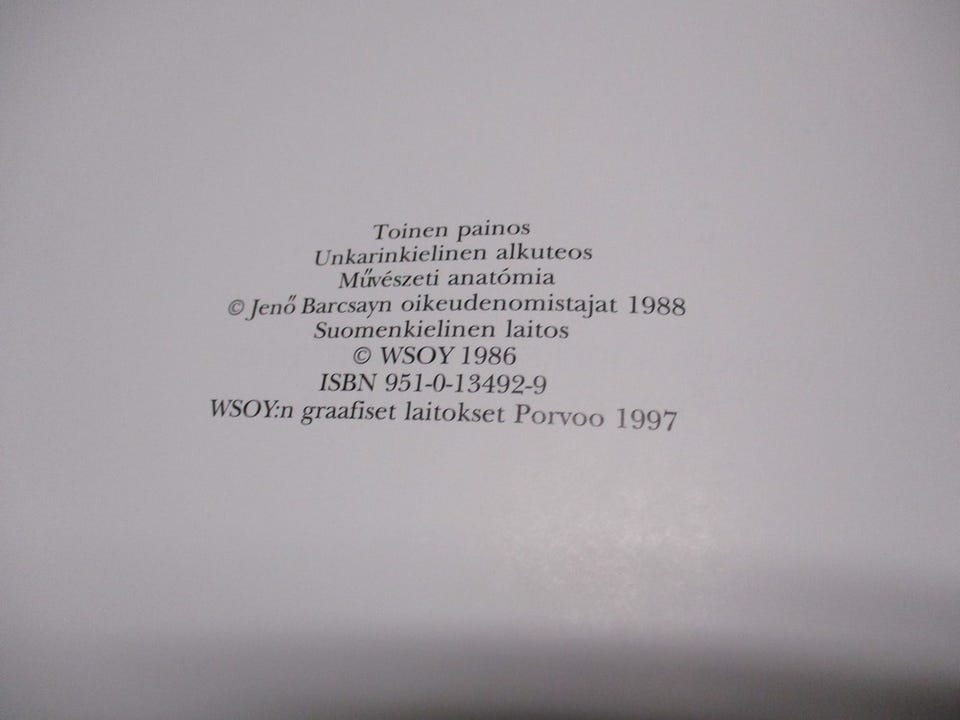 Toinen painos
Unkarinkielinen alkuteos
Művészeti anatómia
© Jenő Barcsayn oikeudenomistajat 1988
Suomenkielinen laitos
© WSOY 1986
ISBN 951-0-13492-9
WSOY:n graafiset laitokset Porvoo 1997